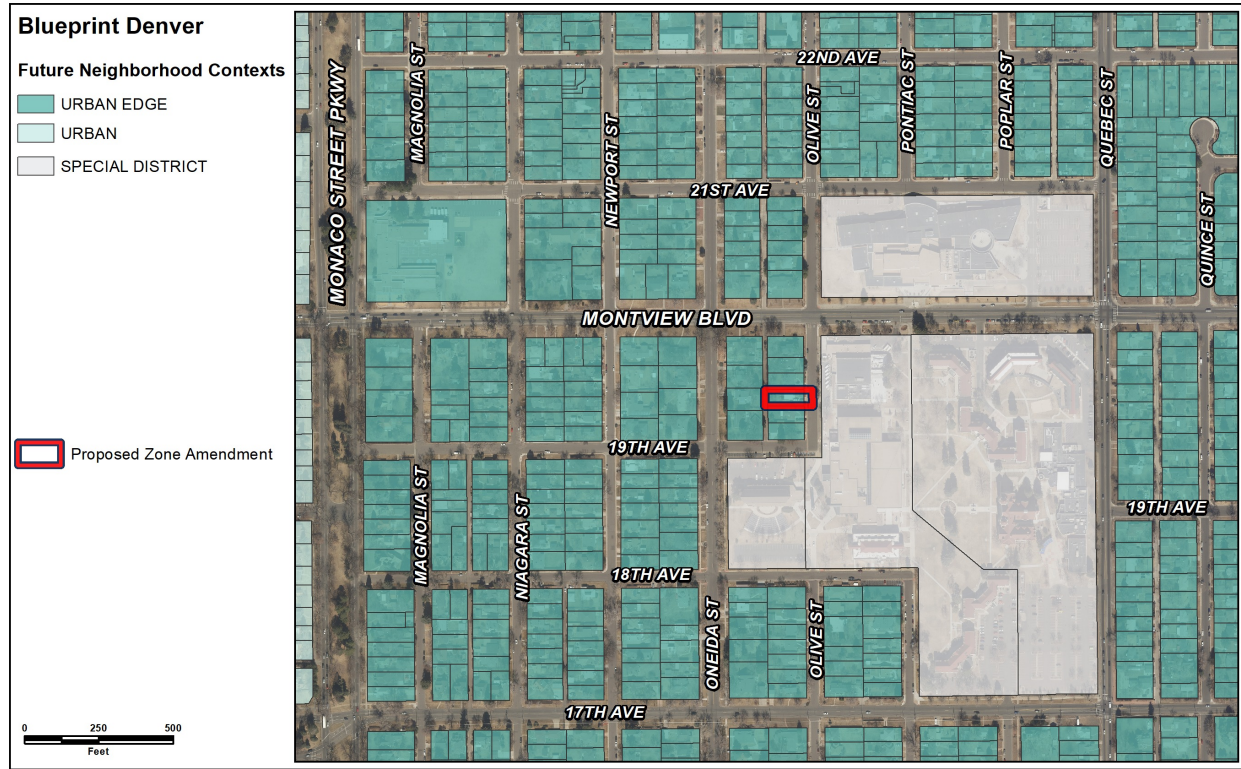 Blueprint Denver
Future Neighborhood Contexts
URBAN EDGE
URBAN
SPECIAL DISTRICT
Proposed Zone Amendment
0 250 500
Feet
22ND AVE
MONACO STREET PKWY
MAGNOLIA ST
NEWPORT ST
OLIVE ST
PONTIAC ST
POPLAR ST
QUEBEC ST
21ST AVE
QUINCE ST
MONTVIEW BLVD
19TH AVE
MAGNOLIA ST
NIAGARA ST
19TH AVE
18TH AVE
ONEIDA ST
OLIVE ST
17TH AVE